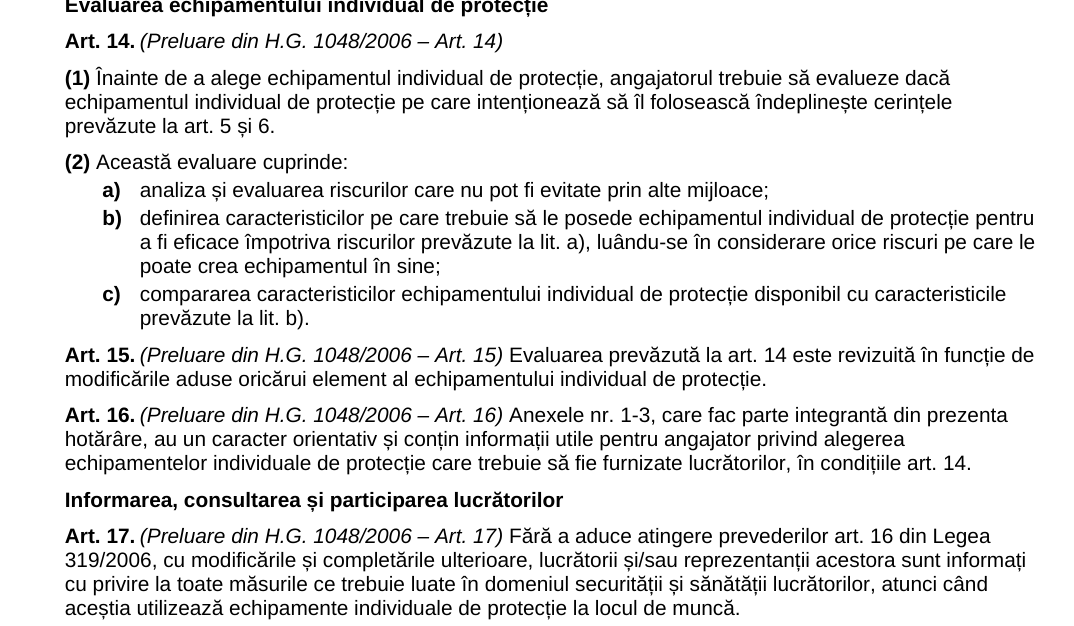 Evaluarea echipamentului individual de protecție
Art. 14. (Preluare din H.G. 1048/2006 – Art. 14)
(1) Înainte de a alege echipamentul individual de protecție, angajatorul trebuie să evalueze dacă
echipamentul individual de protecție pe care intenționează să îl folosească îndeplinește cerințele
prevăzute la art. 5 și 6.
(2) Această evaluare cuprinde:
a) analiza și evaluarea riscurilor care nu pot fi evitate prin alte mijloace;
b) definirea caracteristicilor pe care trebuie să le posede echipamentul individual de protecție pentru
a fi eficace împotriva riscurilor prevăzute la lit. a), luându-se în considerare orice riscuri pe care le
poate crea echipamentul în sine;
c) compararea caracteristicilor echipamentului individual de protecție disponibil cu caracteristicile
prevăzute la lit. b).
Art. 15. (Preluare din H.G. 1048/2006 – Art. 15) Evaluarea prevăzută la art. 14 este revizuită în funcție de
modificările aduse oricărui element al echipamentului individual de protecție.
Art. 16. (Preluare din H.G. 1048/2006 – Art. 16) Anexele nr. 1-3, care fac parte integrantă din prezenta
hotărâre, au un caracter orientativ și conțin informații utile pentru angajator privind alegerea
echipamentelor individuale de protecție care trebuie să fie furnizate lucrătorilor, în condițiile art. 14.
Informarea, consultarea și participarea lucrătorilor
Art. 17. (Preluare din H.G. 1048/2006 – Art. 17) Fără a aduce atingere prevederilor art. 16 din Legea
319/2006, cu modificările și completările ulterioare, lucrătorii și/sau reprezentanții acestora sunt informați
cu privire la toate măsurile ce trebuie luate în domeniul securității și sănătății lucrătorilor, atunci când
aceștia utilizează echipamente individuale de protecție la locul de muncă.